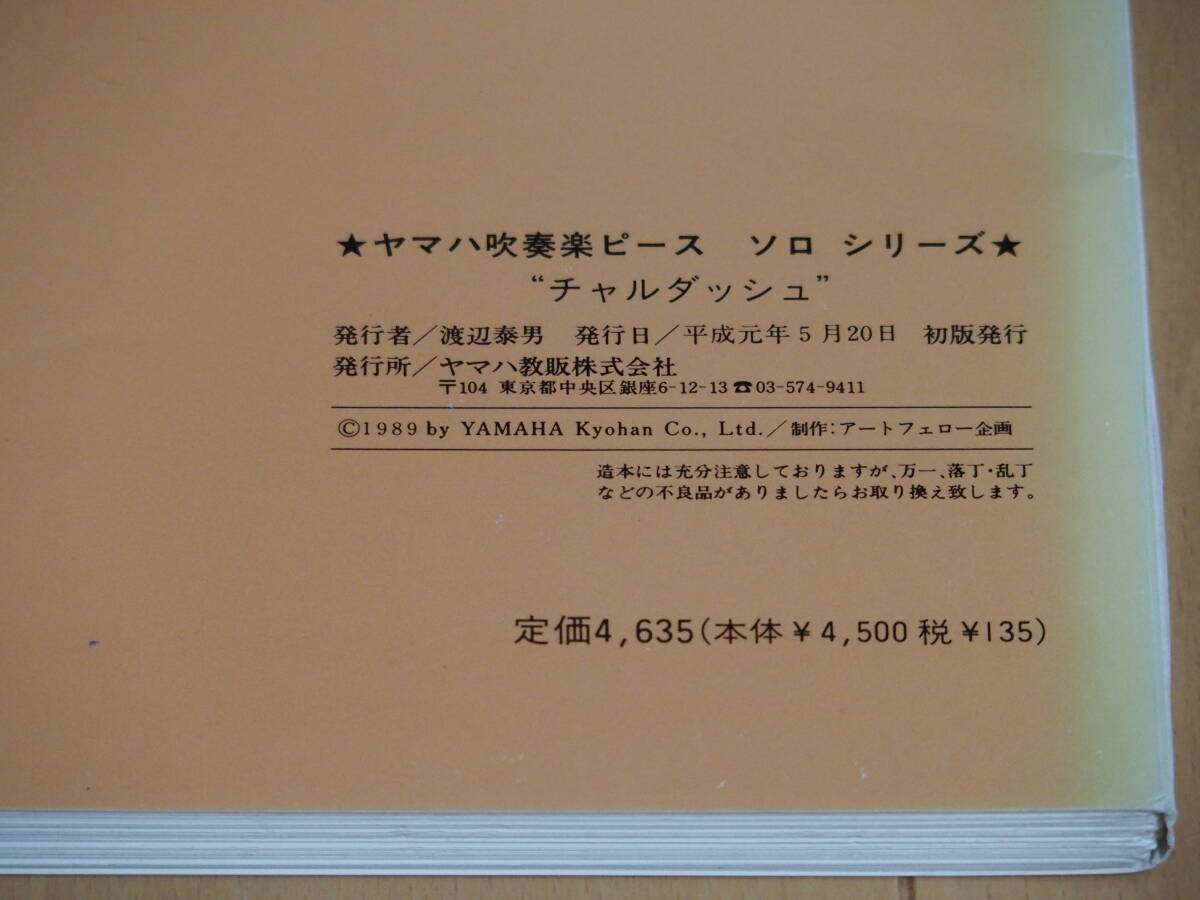 ★ヤマハ吹奏楽ピース　ソロ シリーズ★
“チャルダッシュ”
発行者／渡辺泰男　発行日／平成元年5月20日　初版発行
発行所／ヤマハ教販株式会社
〒104 東京都中央区銀座6-12-13☎03-574-9411
©1989 by YAMAHA Kyohan Co., Ltd.／制作：アートフェロー企画
造本には充分注意しておりますが、万一、落丁・乱丁
などの不良品がありましたらお取り換え致します。
定価4,635(本体￥4,500 税￥135)